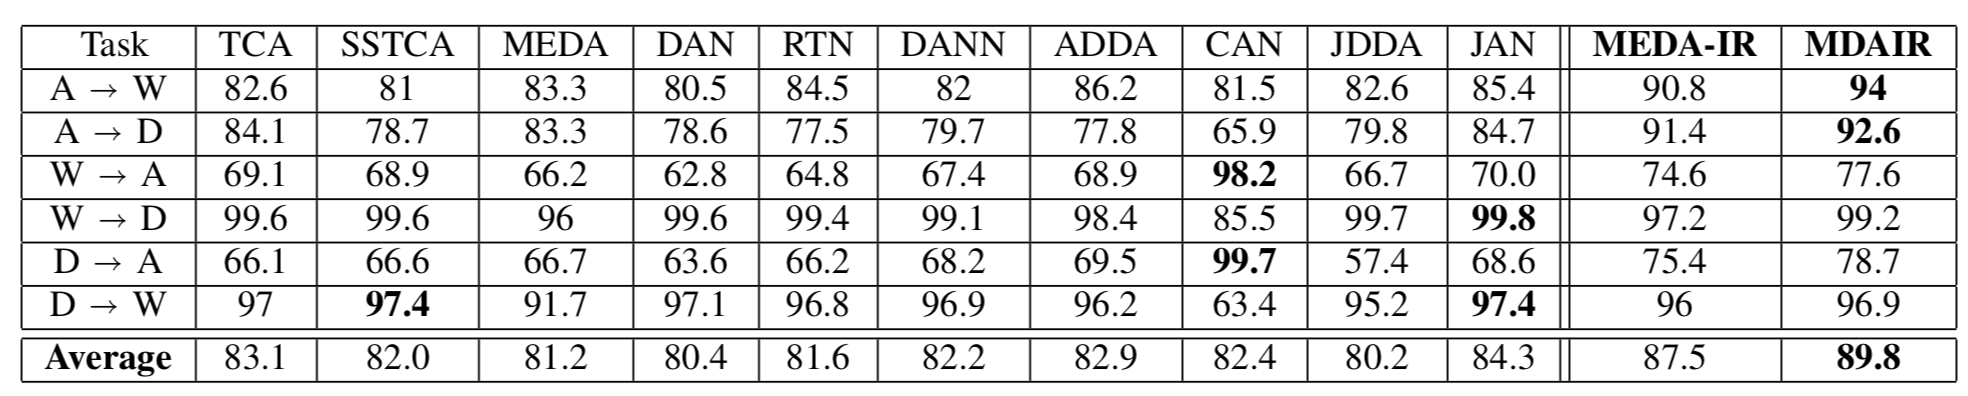 Task TCA SSTCA MEDA DAN RTN DANN ADDA CAN JDDA JAN MEDA-IR MDAIR
A → W 82.6 81 83.3 80.5 84.5 82 86.2 81.5 82.6 85.4 90.8 94
A → D 84.1 78.7 83.3 78.6 77.5 79.7 77.8 65.9 79.8 84.7 91.4 92.6
W → A 69.1 68.9 66.2 62.8 64.8 67.4 68.9 98.2 66.7 70.0 74.6 77.6
W → D 99.6 99.6 96 99.6 99.4 99.1 98.4 85.5 99.7 99.8 97.2 99.2
D → A 66.1 66.6 66.7 63.6 66.2 68.2 69.5 99.7 57.4 68.6 75.4 78.7
D → W 97 97.4 91.7 97.1 96.8 96.9 96.2 63.4 95.2 97.4 96 96.9
Average 83.1 82.0 81.2 80.4 81.6 82.2 82.9 82.4 80.2 84.3 87.5 89.8